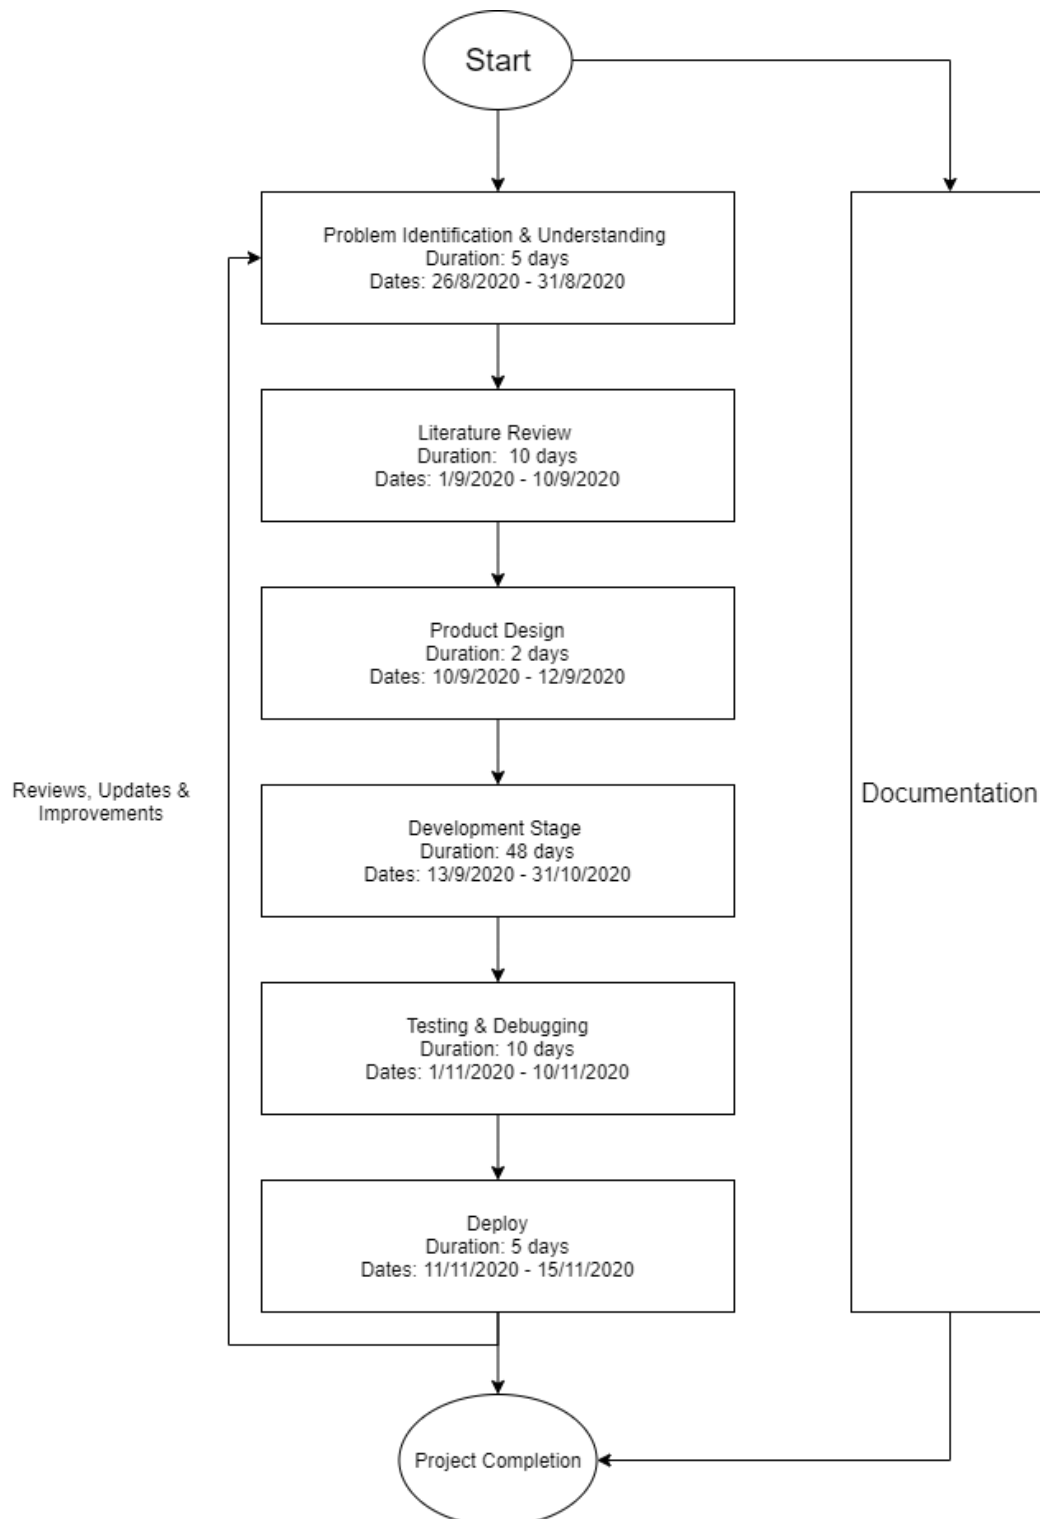 Start
Problem Identification & Understanding
Duration: 5 days
Dates: 26/8/2020 - 31/8/2020
Literature Review
Duration:  10 days
Dates: 1/9/2020 - 10/9/2020
Product Design
Duration: 2 days
Dates: 10/9/2020 - 12/9/2020
Reviews, Updates &
Improvements
Development Stage
Duration: 48 days
Dates: 13/9/2020 - 31/10/2020
Documentation
Testing & Debugging
Duration: 10 days
Dates: 1/11/2020 - 10/11/2020
Deploy
Duration: 5 days
Dates: 11/11/2020 - 15/11/2020
Project Completion